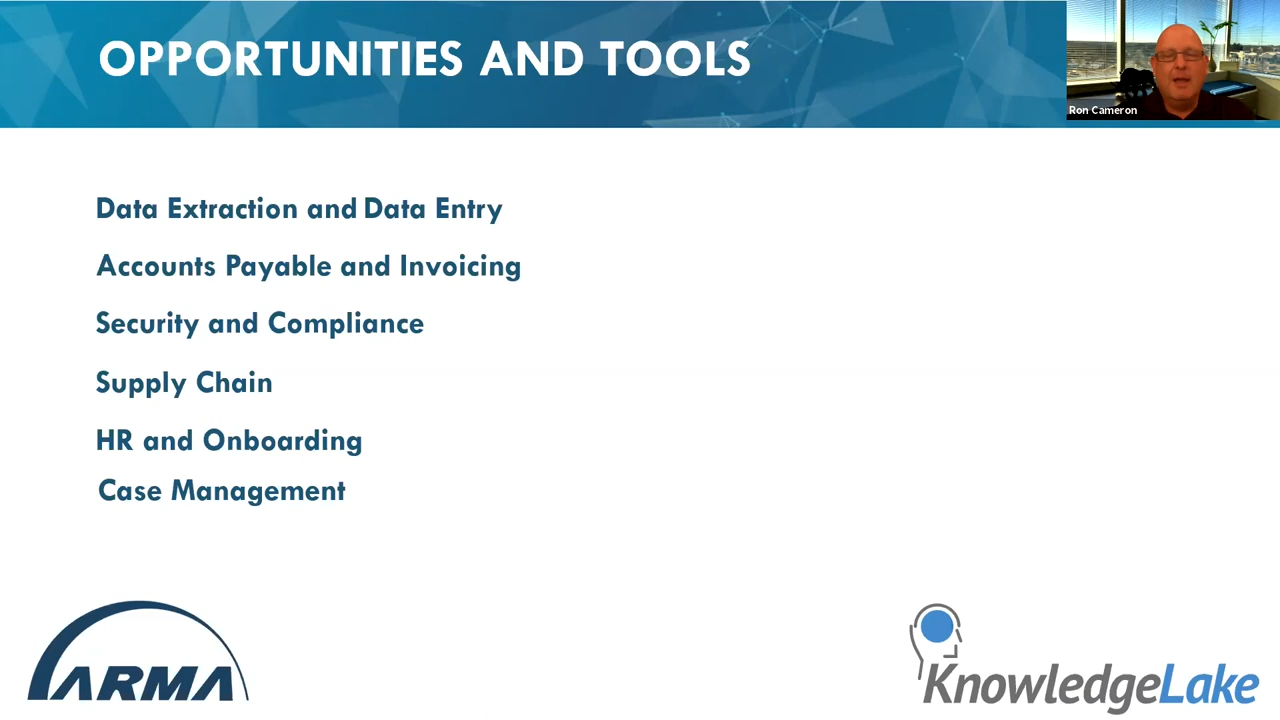 OPPORTUNITIES AND TOOLS
Ron Cameron
Data Extraction and Data Entry
Accounts Payable and Invoicing
Security and Compliance
Supply Chain
HR and Onboarding
Case Management
ARMA
KnowledgeLake